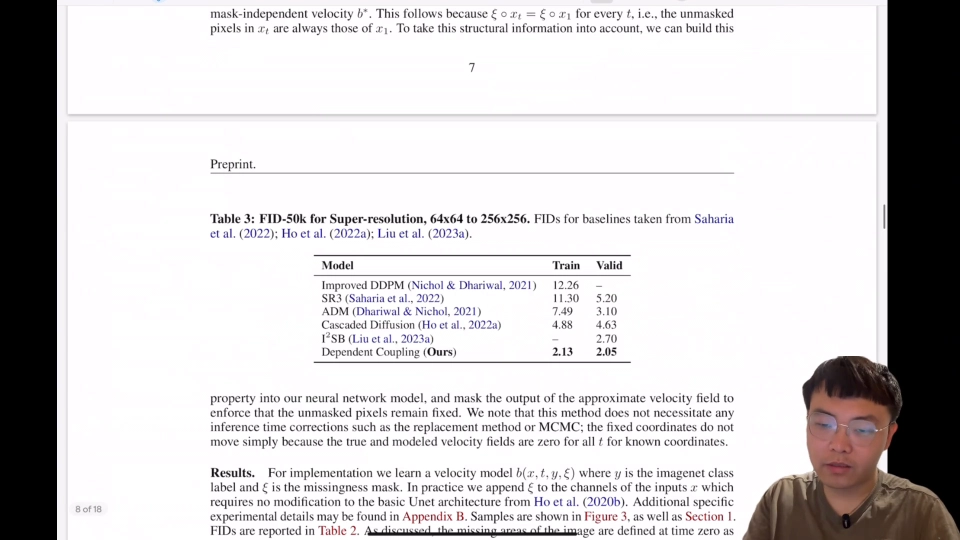 mask-independent velocity b*. This follows because ξ ∘ xₜ = ξ ∘ x₁ for every t, i.e., the unmasked
pixels in xₜ are always those of x₁. To take this structural information into account, we can build this
7
Preprint.
Table 3: FID-50k for Super-resolution, 64x64 to 256x256. FIDs for baselines taken from Saharia
et al. (2022); Ho et al. (2022a); Liu et al. (2023a).
Model Train Valid
Improved DDPM (Nichol & Dhariwal, 2021) 12.26 –
SR3 (Saharia et al., 2022) 11.30 5.20
ADM (Dhariwal & Nichol, 2021) 7.49 3.10
Cascaded Diffusion (Ho et al., 2022a) 4.88 4.63
I²SB (Liu et al., 2023a) – 2.70
Dependent Coupling (Ours) 2.13 2.05
property into our neural network model, and mask the output of the approximate velocity field to
enforce that the unmasked pixels remain fixed. We note that this method does not necessitate any
inference time corrections such as the replacement method or MCMC; the fixed coordinates do not
move simply because the true and modeled velocity fields are zero for all t for known coordinates.
Results. For implementation we learn a velocity model b(x, t, y, ξ) where y is the imagenet class
label and ξ is the missingness mask. In practice we append ξ to the channels of the inputs x which
requires no modification to the basic Unet architecture from Ho et al. (2020b). Additional specific
experimental details may be found in Appendix B. Samples are shown in Figure 3, as well as Section 1.
FIDs are reported in Table 2. As discussed, the missing areas of the image are defined at time zero as
8 of 18